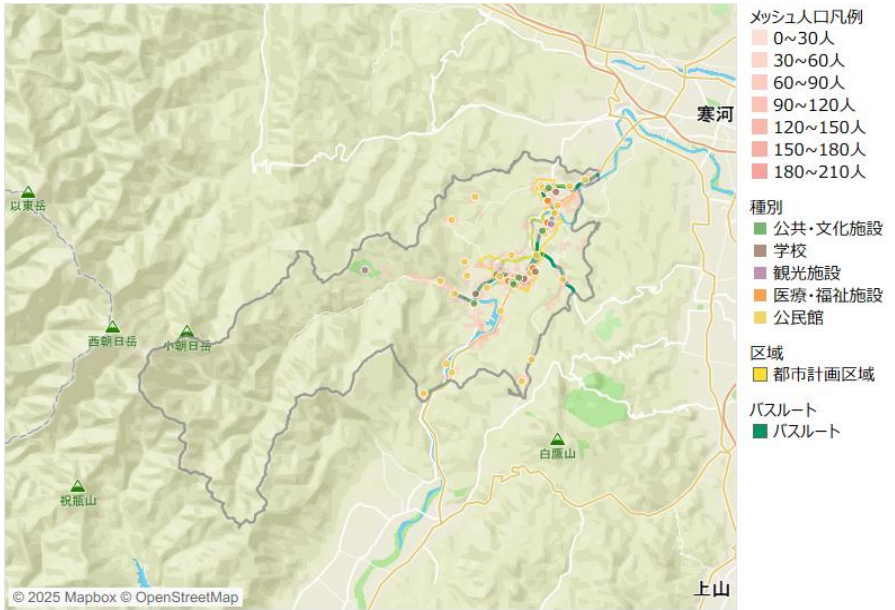 メッシュ人口凡例
0~30人
30~60人
60~90人
90~120人
120~150人
150~180人
180~210人
種別
公共・文化施設
学校
観光施設
医療・福祉施設
公民館
区域
都市計画区域
バスルート
バスルート
寒河
以東岳
西朝日岳
小朝日岳
祝瓶山
白鷹山
上山
© 2025 Mapbox © OpenStreetMap